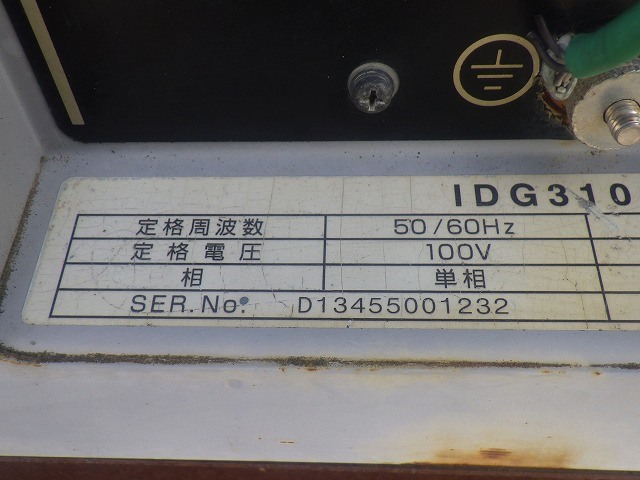 IDG310
定格周波数 50/60Hz
定格電圧 100V
相 単相
SER.No. D13455001232